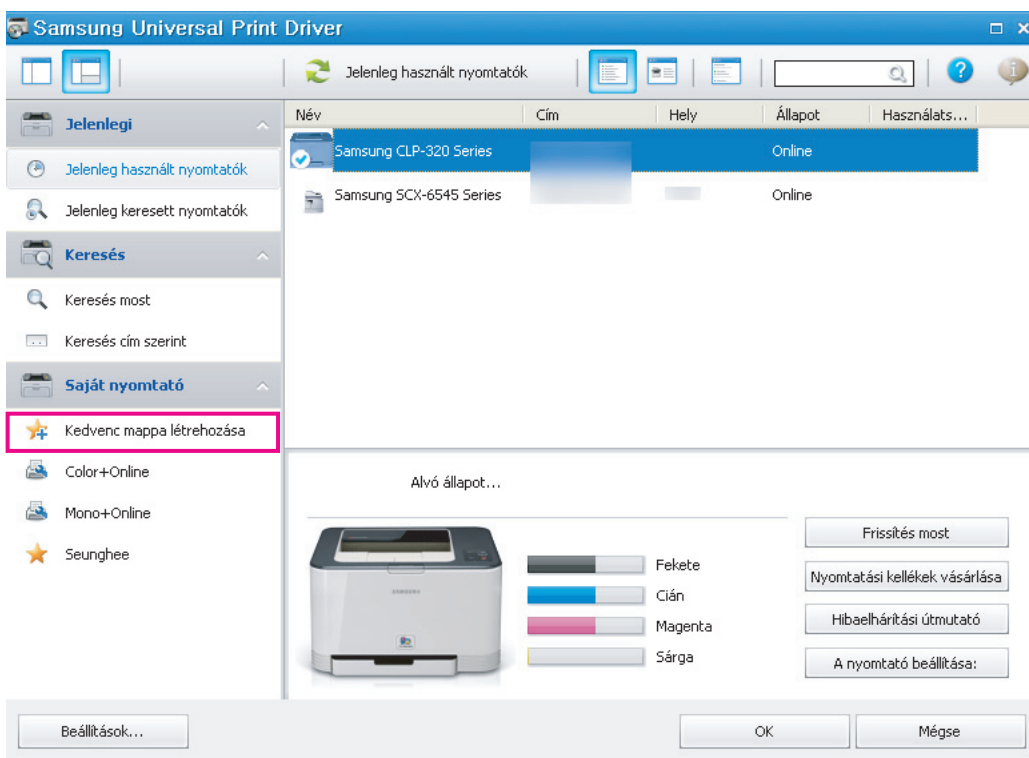 Samsung Universal Print Driver
Jelenleg használt nyomtatók
Jelenlegi
Jelenleg használt nyomtatók
Jelenleg keresett nyomtatók
Keresés
Keresés most
Keresés cím szerint
Saját nyomtató
Kedvenc mappa létrehozása
Color+Online
Mono+Online
Seunghee
Név Cím Hely Állapot Használats...
Samsung CLP-320 Series Online
Samsung SCX-6545 Series Online
Alvó állapot...
SAMSUNG
Fekete
Cián
Magenta
Sárga
Frissítés most
Nyomtatási kellékek vásárlása
Hibaelhárítási útmutató
A nyomtató beállítása:
Beállítások...
OK
Mégse